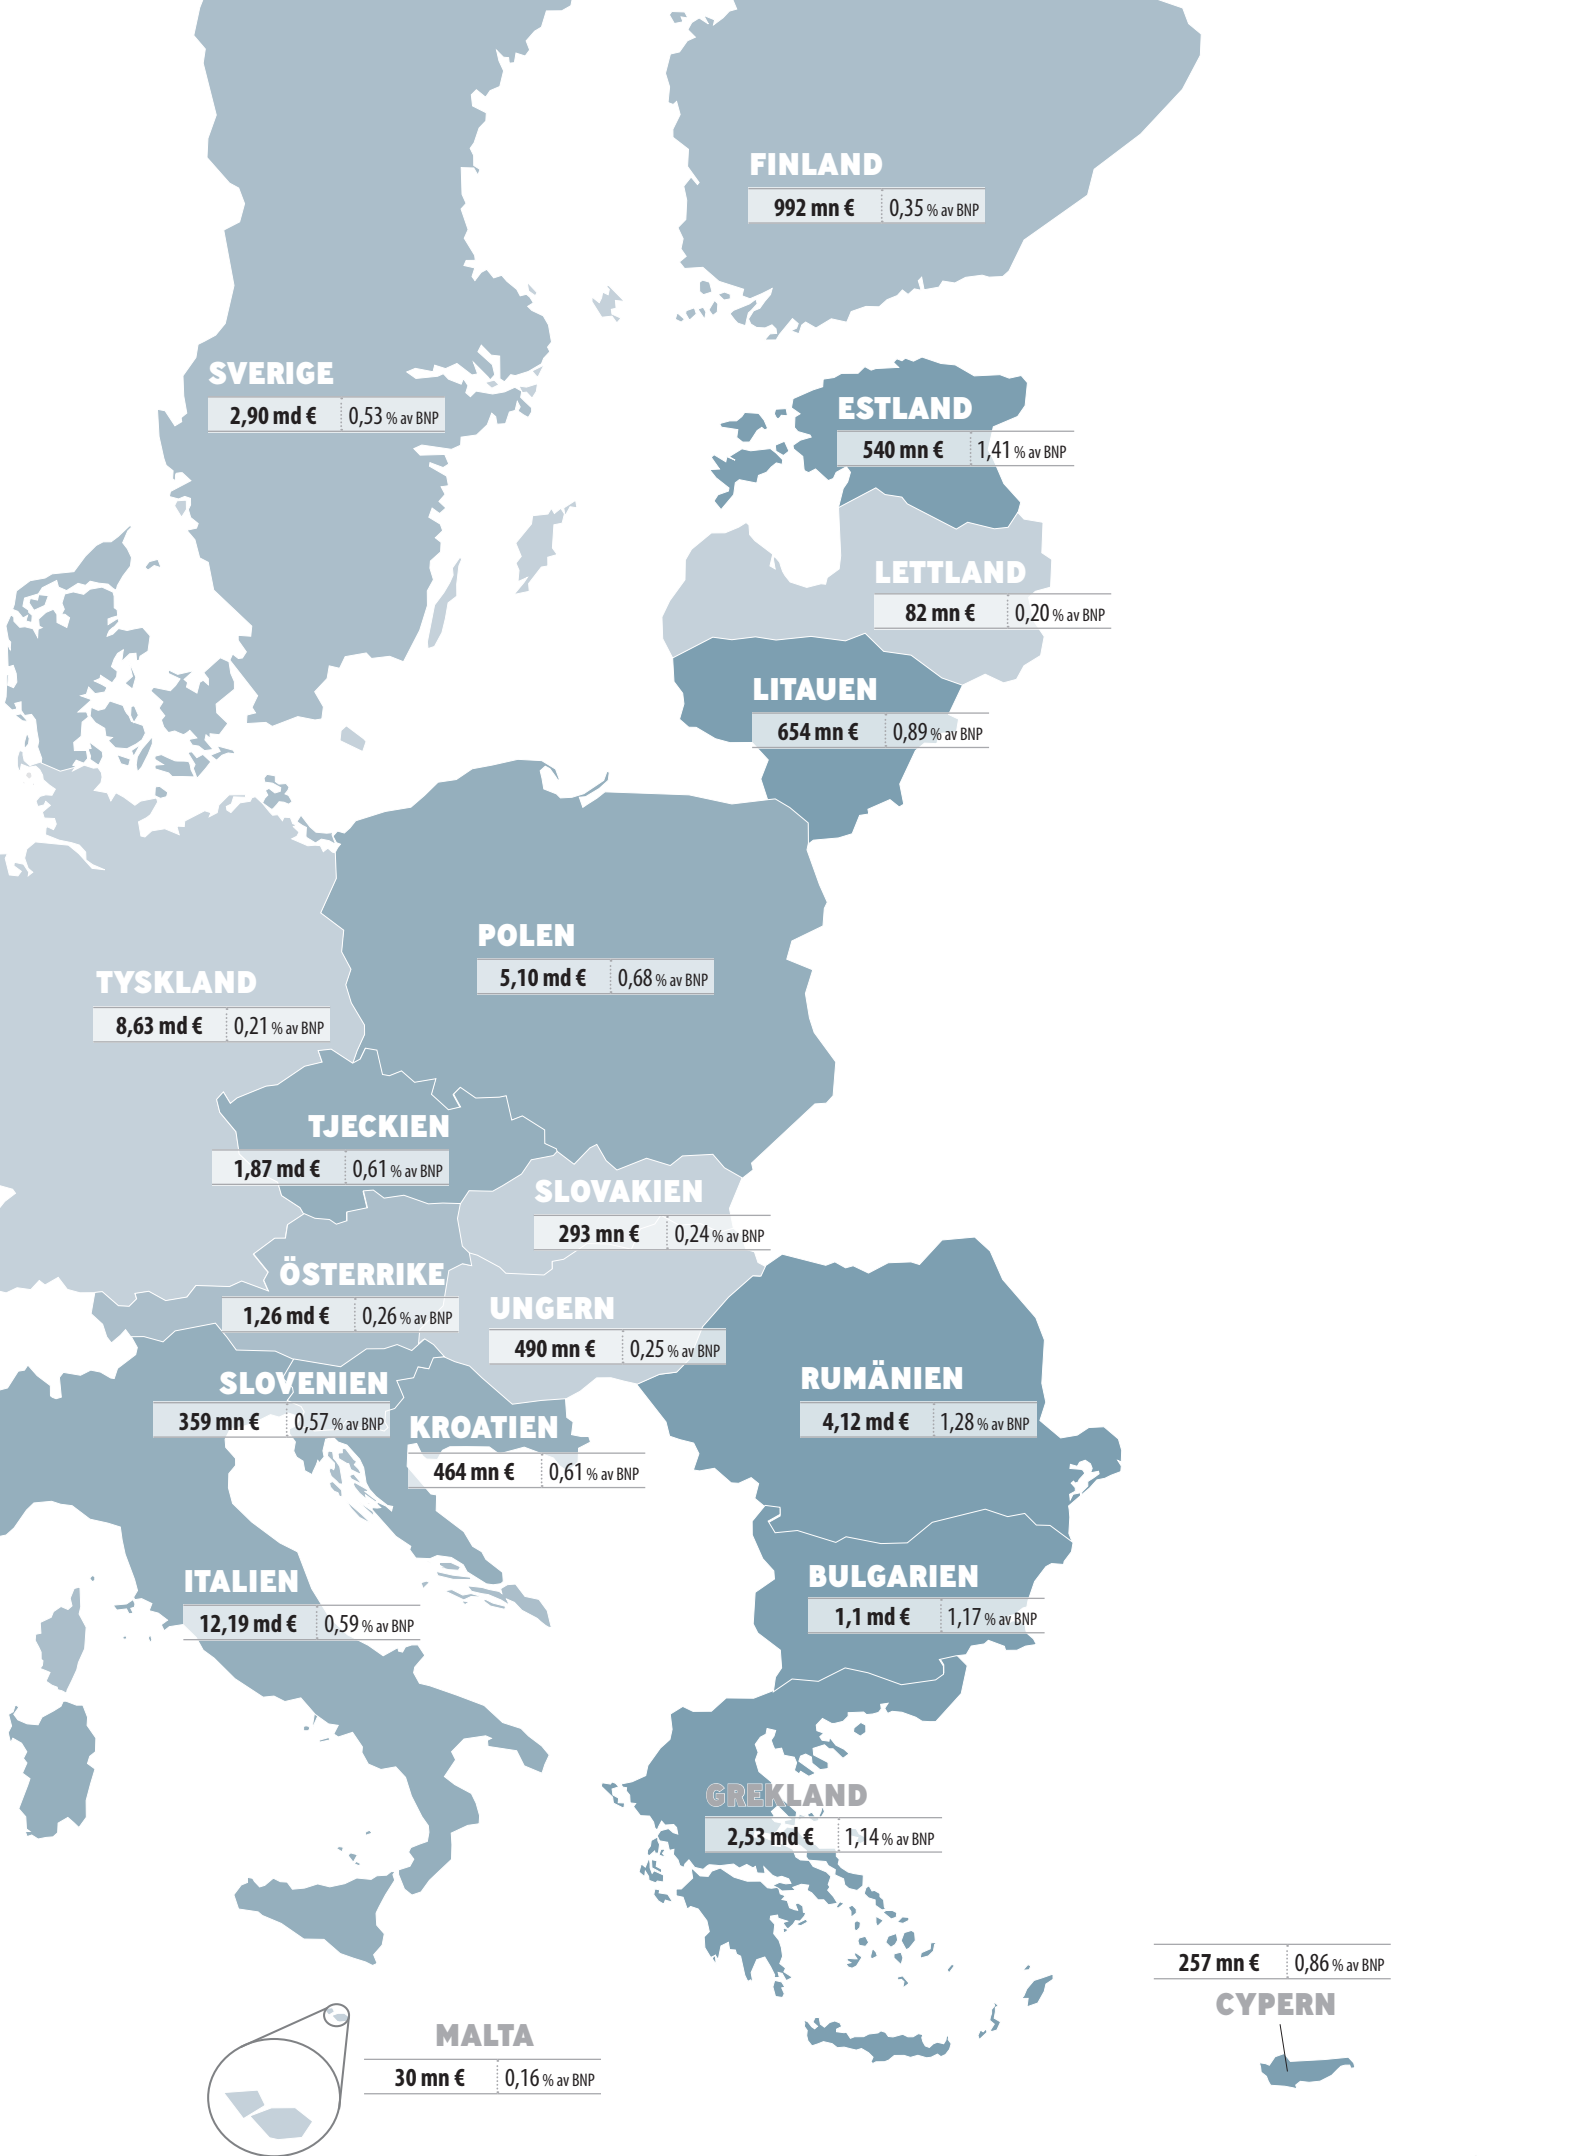 FINLAND
992 mn € 0,35 % av BNP
SVERIGE
2,90 md € 0,53 % av BNP
ESTLAND
540 mn € 1,41 % av BNP
LETTLAND
82 mn € 0,20 % av BNP
LITAUEN
654 mn € 0,89 % av BNP
POLEN
5,10 md € 0,68 % av BNP
TYSKLAND
8,63 md € 0,21 % av BNP
TJECKIEN
1,87 md € 0,61 % av BNP
SLOVAKIEN
293 mn € 0,24 % av BNP
ÖSTERRIKE
1,26 md € 0,26 % av BNP
UNGERN
490 mn € 0,25 % av BNP
RUMÄNIEN
4,12 md € 1,28 % av BNP
SLOVENIEN
359 mn € 0,57 % av BNP
KROATIEN
464 mn € 0,61 % av BNP
ITALIEN
12,19 md € 0,59 % av BNP
BULGARIEN
1,1 md € 1,17 % av BNP
GREKLAND
2,53 md € 1,14 % av BNP
257 mn € 0,86 % av BNP
CYPERN
MALTA
30 mn € 0,16 % av BNP